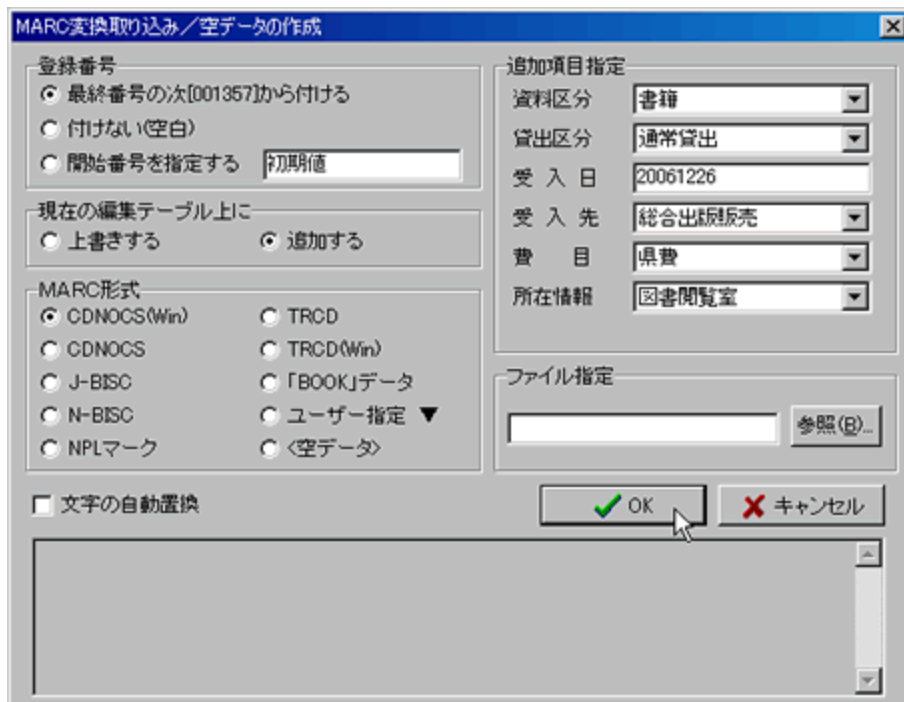 MARC変換取り込み／空データの作成
登録番号
最終番号の次[001357]から付ける
付けない(空白)
開始番号を指定する 初期値
現在の編集テーブル上に
上書きする 追加する
MARC形式
CDNOCS(Win) TRCD
CDNOCS TRCD(Win)
J-BISC 「BOOK」データ
N-BISC ユーザー指定 ▼
NPLマーク <空データ>
追加項目指定
資料区分 書籍
貸出区分 通常貸出
受 入 日 20061226
受 入 先 総合出版販売
費 目 県費
所在情報 図書閲覧室
ファイル指定
参照(B)...
文字の自動置換
OK キャンセル